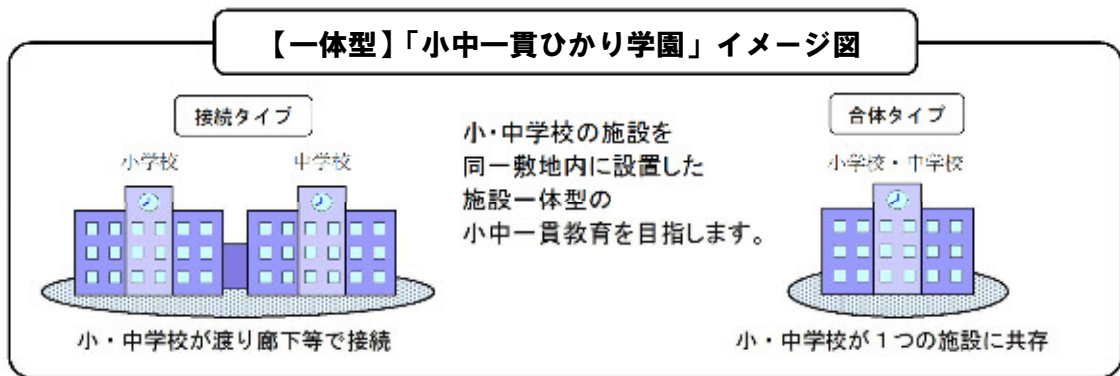 【一体型】「小中一貫ひかり学園」イメージ図
接続タイプ
小学校
中学校
小・中学校が渡り廊下等で接続
小・中学校の施設を
同一敷地内に設置した
施設一体型の
小中一貫教育を目指します。
合体タイプ
小学校・中学校
小・中学校が１つの施設に共存